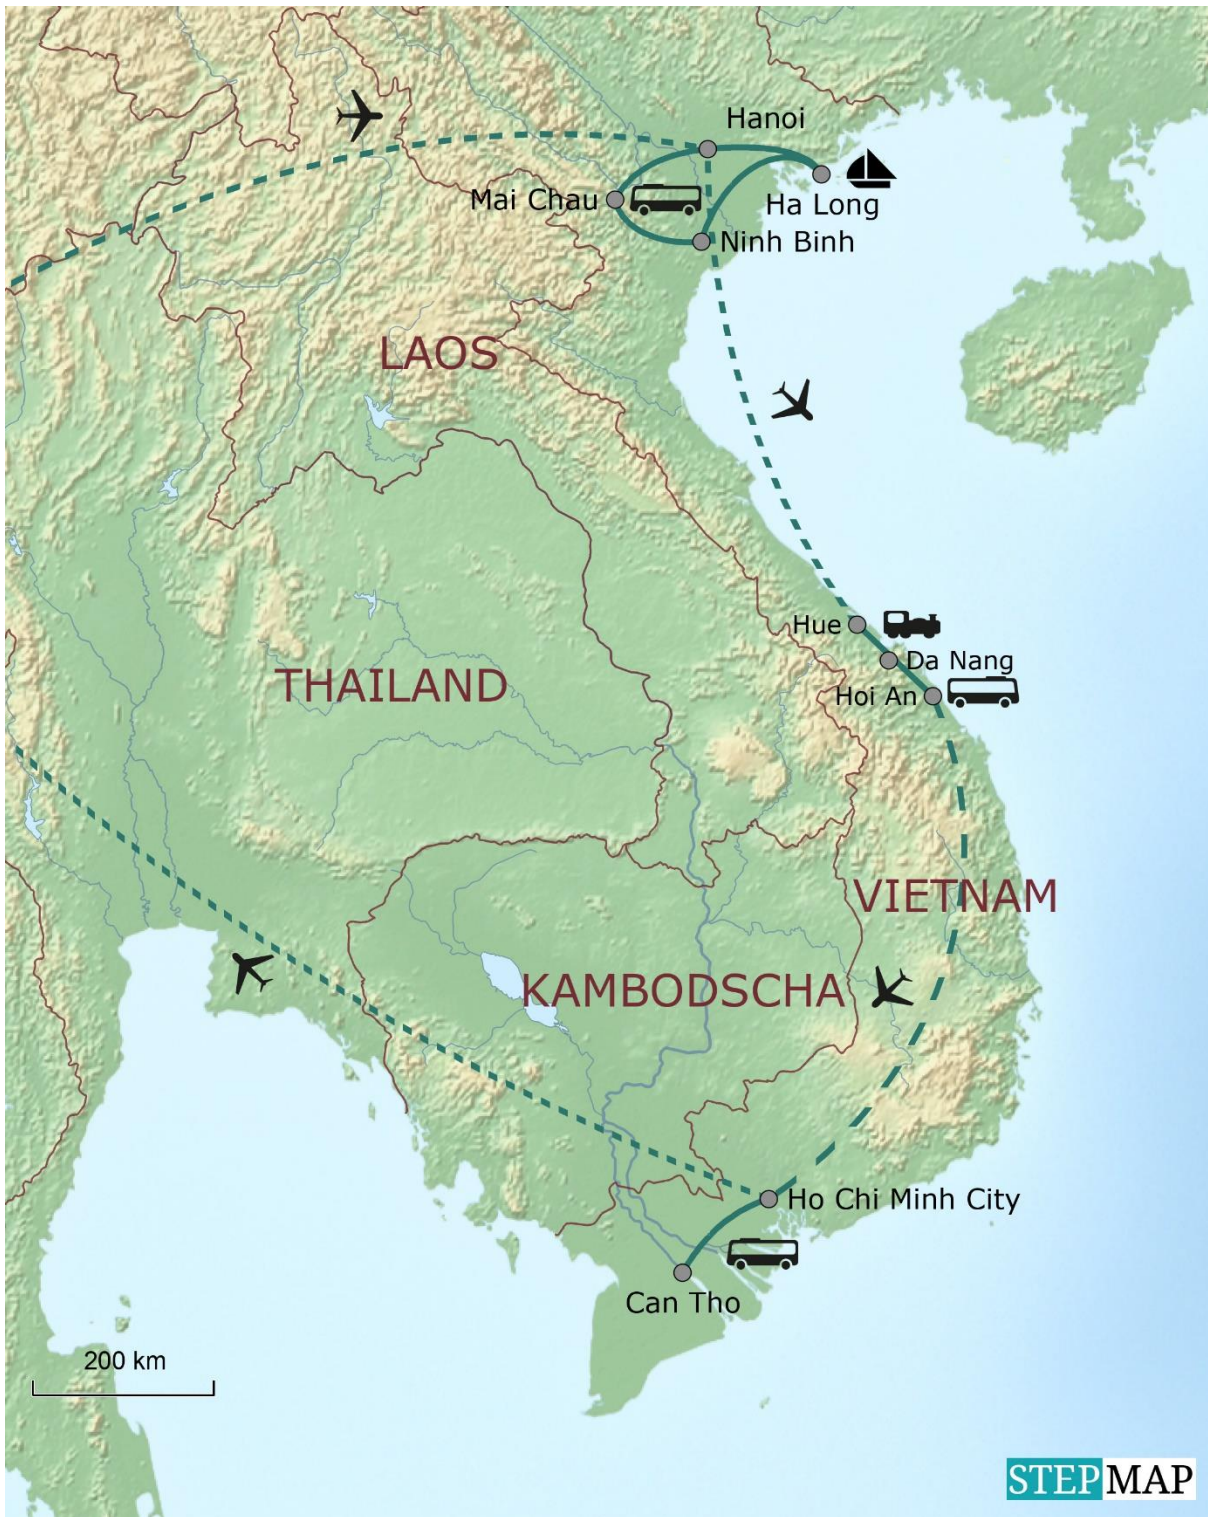 Hanoi
Mai Chau
Ha Long
Ninh Binh
LAOS
Hue
Da Nang
THAILAND
Hoi An
VIETNAM
KAMBODSCHA
Ho Chi Minh City
Can Tho
200 km
STEPMAP